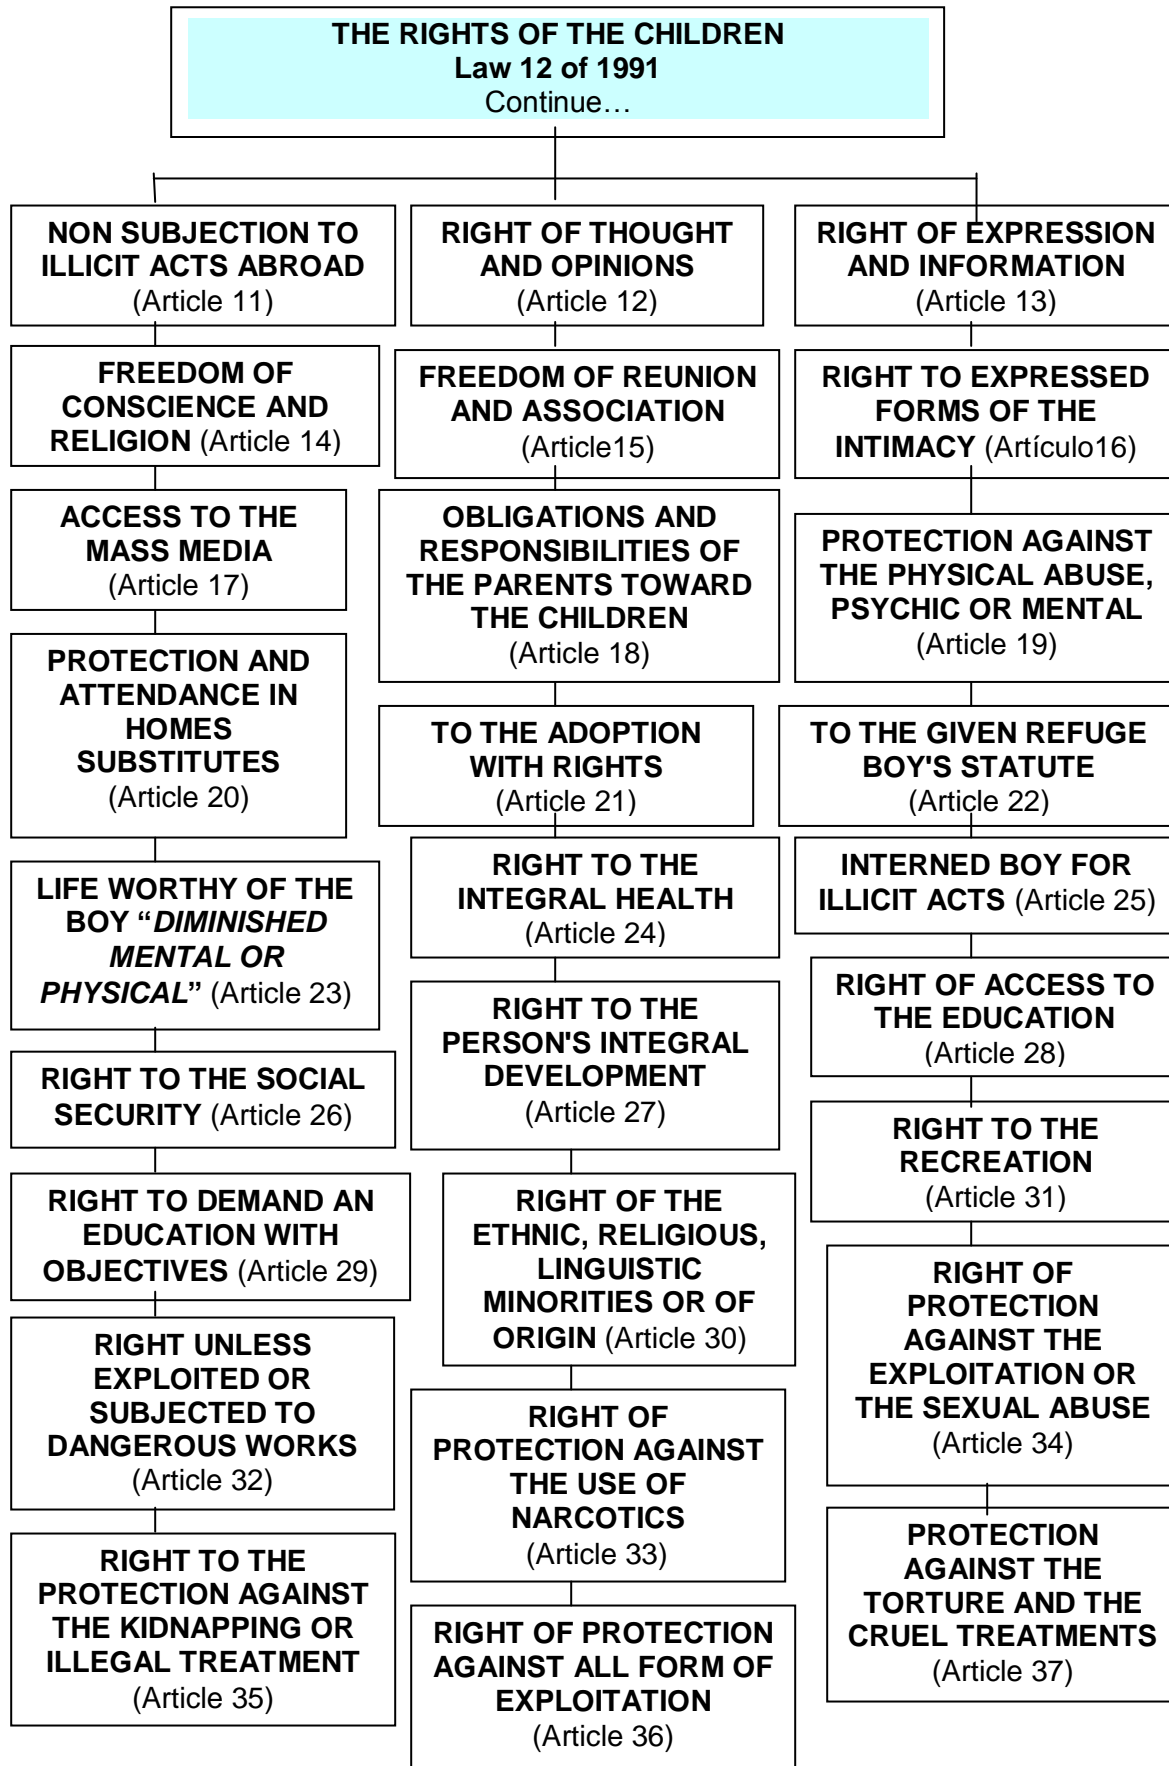 THE RIGHTS OF THE CHILDREN
Law 12 of 1991
Continue…
NON SUBJECTION TO
ILLICIT ACTS ABROAD
(Article 11)
RIGHT OF THOUGHT
AND OPINIONS
(Article 12)
RIGHT OF EXPRESSION
AND INFORMATION
(Article 13)
FREEDOM OF
CONSCIENCE AND
RELIGION (Article 14)
FREEDOM OF REUNION
AND ASSOCIATION
(Article15)
RIGHT TO EXPRESSED
FORMS OF THE
INTIMACY (Artículo16)
ACCESS TO THE
MASS MEDIA
(Article 17)
OBLIGATIONS AND
RESPONSIBILITIES OF
THE PARENTS TOWARD
THE CHILDREN
(Article 18)
PROTECTION AGAINST
THE PHYSICAL ABUSE,
PSYCHIC OR MENTAL
(Article 19)
PROTECTION AND
ATTENDANCE IN
HOMES
SUBSTITUTES
(Article 20)
TO THE ADOPTION
WITH RIGHTS
(Article 21)
TO THE GIVEN REFUGE
BOY'S STATUTE
(Article 22)
LIFE WORTHY OF THE
BOY “DIMINISHED
MENTAL OR
PHYSICAL” (Article 23)
RIGHT TO THE
INTEGRAL HEALTH
(Article 24)
INTERNED BOY FOR
ILLICIT ACTS (Article 25)
RIGHT TO THE SOCIAL
SECURITY (Article 26)
RIGHT TO THE
PERSON'S INTEGRAL
DEVELOPMENT
(Article 27)
RIGHT OF ACCESS TO
THE EDUCATION
(Article 28)
RIGHT TO DEMAND AN
EDUCATION WITH
OBJECTIVES (Article 29)
RIGHT OF THE
ETHNIC, RELIGIOUS,
LINGUISTIC
MINORITIES OR OF
ORIGIN (Article 30)
RIGHT TO THE
RECREATION
(Article 31)
RIGHT UNLESS
EXPLOITED OR
SUBJECTED TO
DANGEROUS WORKS
(Article 32)
RIGHT OF
PROTECTION AGAINST
THE USE OF
NARCOTICS
(Article 33)
RIGHT OF
PROTECTION
AGAINST THE
EXPLOITATION OR
THE SEXUAL ABUSE
(Article 34)
RIGHT TO THE
PROTECTION AGAINST
THE KIDNAPPING OR
ILLEGAL TREATMENT
(Article 35)
RIGHT OF PROTECTION
AGAINST ALL FORM OF
EXPLOITATION
(Article 36)
PROTECTION
AGAINST THE
TORTURE AND THE
CRUEL TREATMENTS
(Article 37)